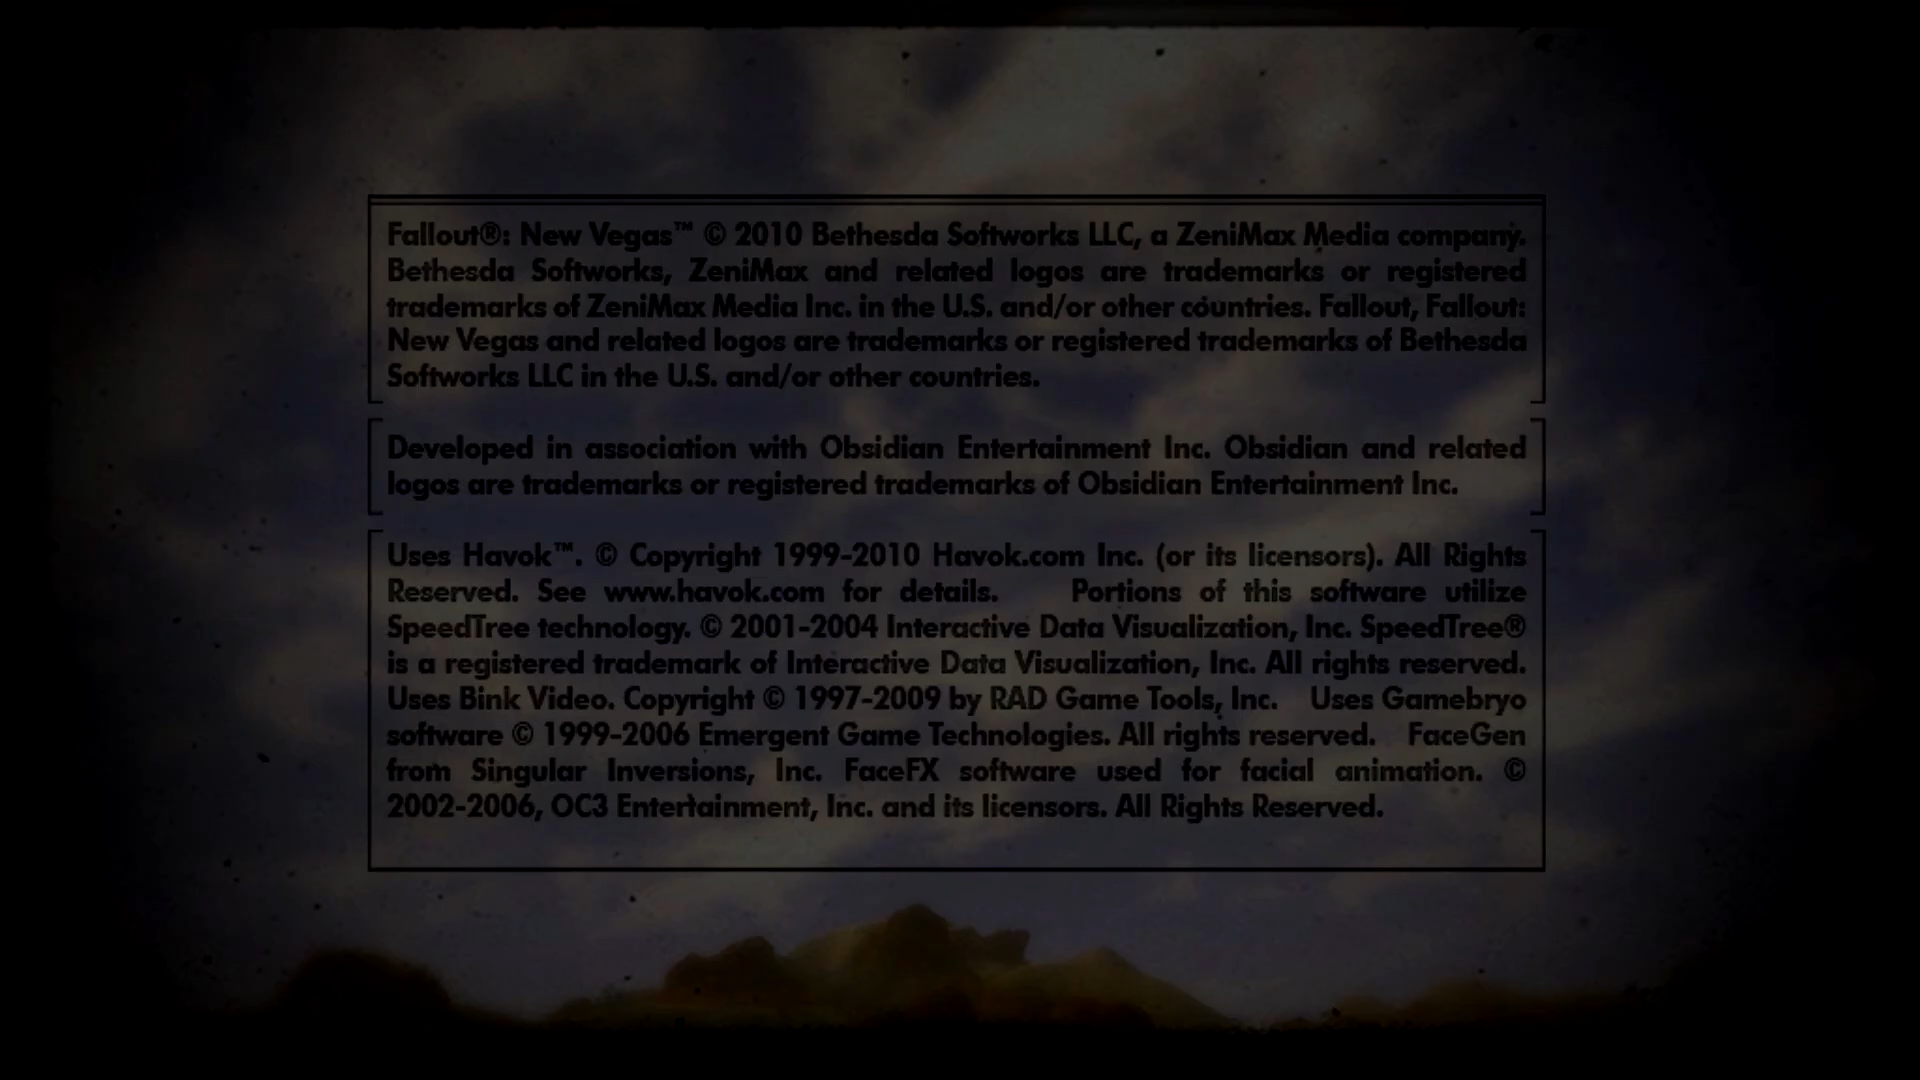 Fallout®: New Vegas™ © 2010 Bethesda Softworks LLC, a ZeniMax Media company.
Bethesda Softworks, ZeniMax and related logos are trademarks or registered
trademarks of ZeniMax Media Inc. in the U.S. and/or other countries. Fallout, Fallout:
New Vegas and related logos are trademarks or registered trademarks of Bethesda
Softworks LLC in the U.S. and/or other countries.
Developed in association with Obsidian Entertainment Inc. Obsidian and related
logos are trademarks or registered trademarks of Obsidian Entertainment Inc.
Uses Havok™. © Copyright 1999-2010 Havok.com Inc. (or its licensors). All Rights
Reserved. See www.havok.com for details. Portions of this software utilize
SpeedTree technology. © 2001-2004 Interactive Data Visualization, Inc. SpeedTree®
is a registered trademark of Interactive Data Visualization, Inc. All rights reserved.
Uses Bink Video. Copyright © 1997-2009 by RAD Game Tools, Inc. Uses Gamebryo
software © 1999-2006 Emergent Game Technologies. All rights reserved. FaceGen
from Singular Inversions, Inc. FaceFX software used for facial animation. ©
2002-2006, OC3 Entertainment, Inc. and its licensors. All Rights Reserved.